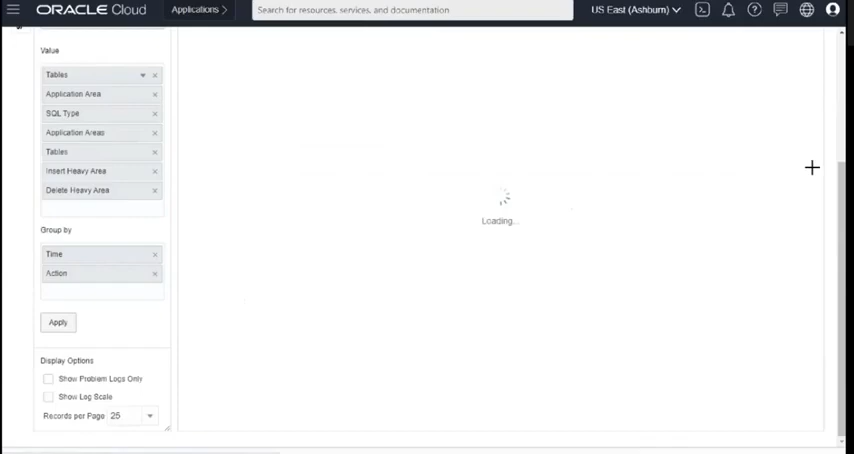 ORACLE Cloud Applications Search for resources, services, and documentation US East (Ashburn)
Value
Tables
Application Area
SQL Type
Application Areas
Tables
Insert Heavy Area
Delete Heavy Area
Group by
Time
Action
Apply
Display Options
Show Problem Logs Only
Show Log Scale
Records per Page 25
Loading...